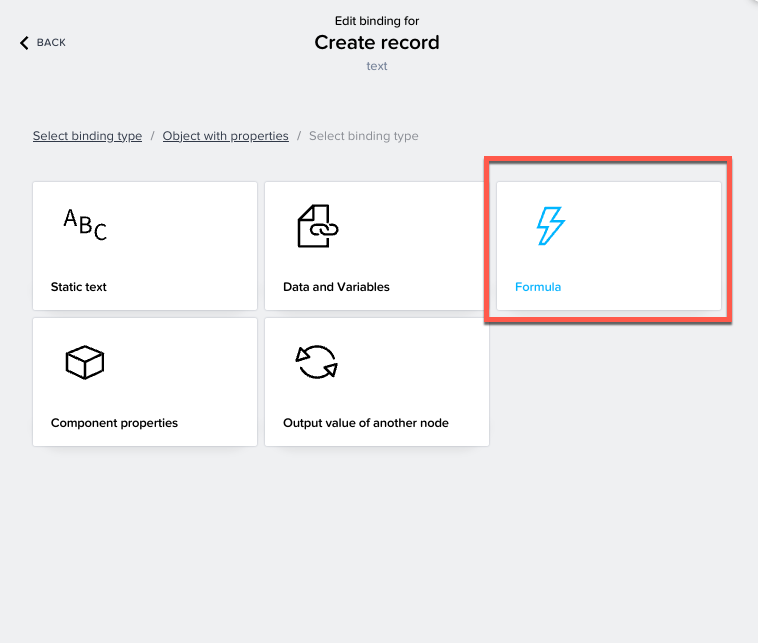 Edit binding for
BACK
Create record
text
Select binding type / Object with properties / Select binding type
ABC
Static text
Data and Variables
Formula
Component properties
Output value of another node